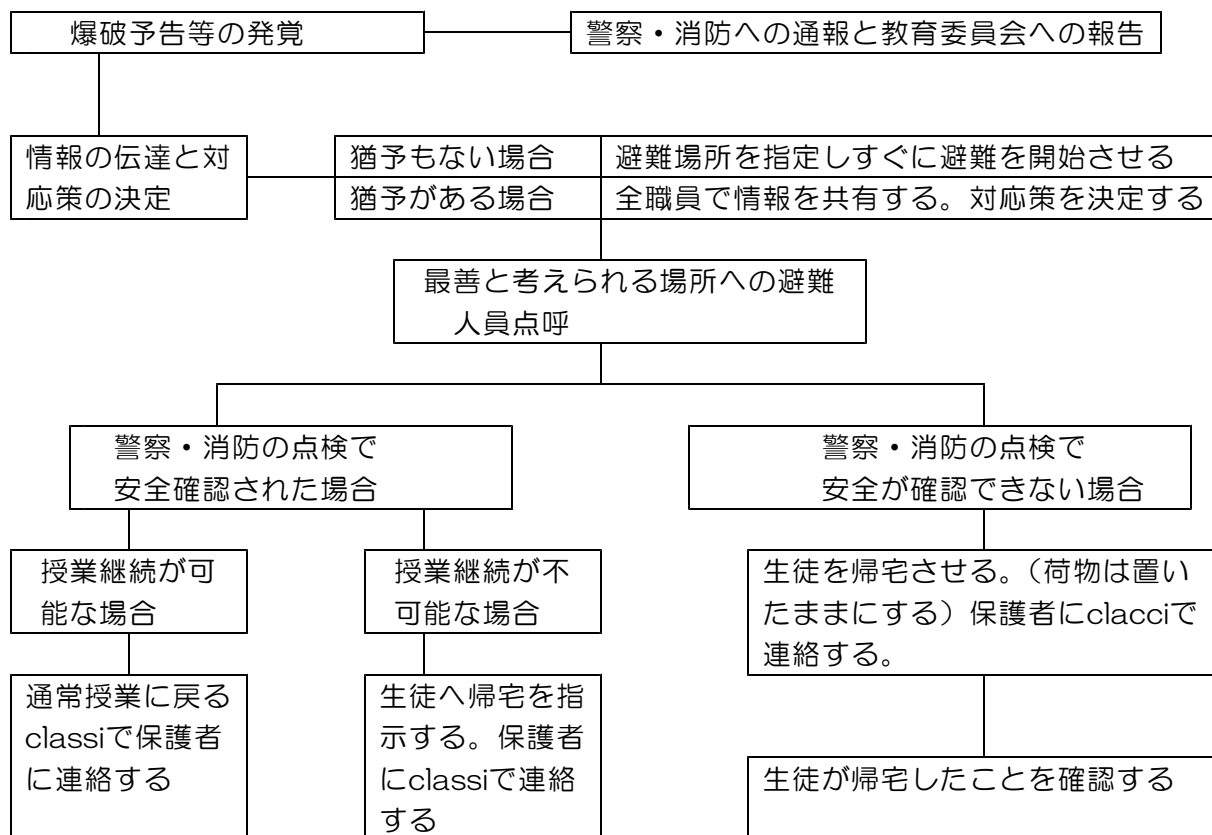 爆破予告等の発覚
警察・消防への通報と教育委員会への報告
情報の伝達と対
応策の決定
猶予もない場合
避難場所を指定しすぐに避難を開始させる
猶予がある場合
全職員で情報を共有する。対応策を決定する
最善と考えられる場所への避難
人員点呼
警察・消防の点検で
安全確認された場合
警察・消防の点検で
安全が確認できない場合
授業継続が可
能な場合
授業継続が不
可能な場合
生徒を帰宅させる。（荷物は置い
たままにする）保護者にclacciで
連絡する。
通常授業に戻る
classiで保護者
に連絡する
生徒へ帰宅を指
示する。保護者
にclassiで連絡
する
生徒が帰宅したことを確認する